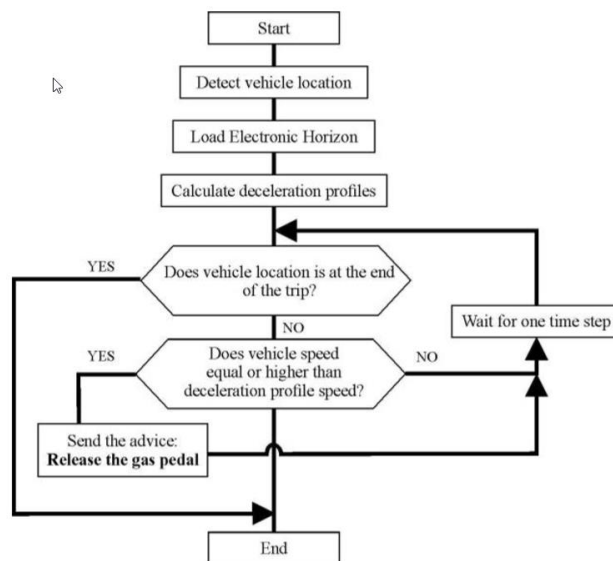 Start
Detect vehicle location
Load Electronic Horizon
Calculate deceleration profiles
YES
Does vehicle location is at the end
of the trip?
Wait for one time step
NO
YES
Does vehicle speed
equal or higher than
deceleration profile speed?
NO
Send the advice:
Release the gas pedal
End